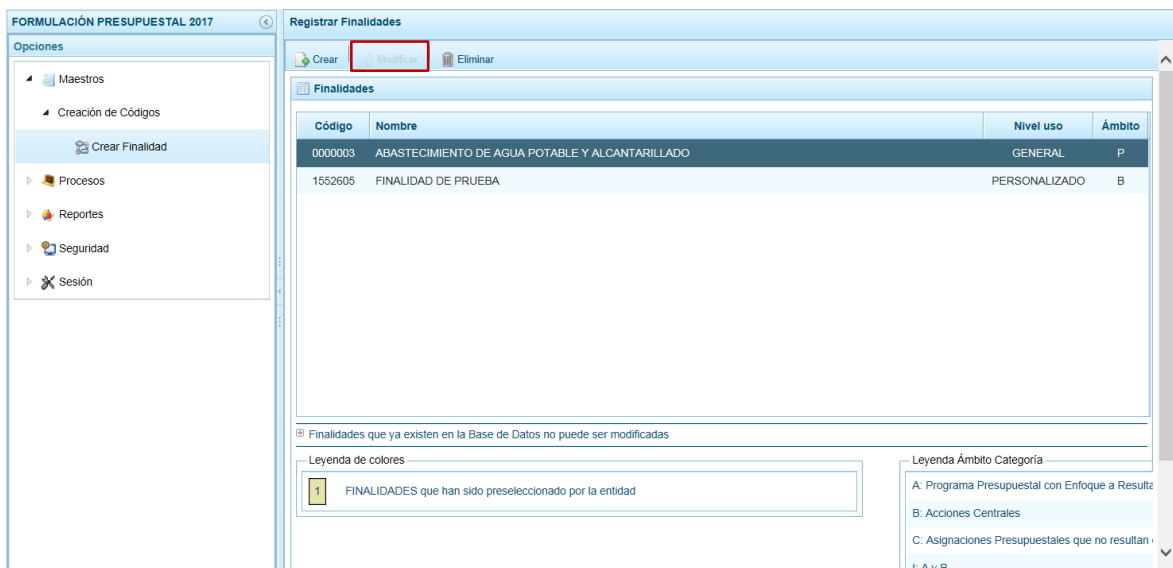 FORMULACIÓN PRESUPUESTAL 2017
Opciones
Maestros
Creación de Códigos
Crear Finalidad
Procesos
Reportes
Seguridad
Sesión
Registrar Finalidades
Crear Modificar Eliminar
Finalidades
Código Nombre Nivel uso Ámbito
0000003 ABASTECIMIENTO DE AGUA POTABLE Y ALCANTARILLADO GENERAL P
1552605 FINALIDAD DE PRUEBA PERSONALIZADO B
Finalidades que ya existen en la Base de Datos no puede ser modificadas
Leyenda de colores
1 FINALIDADES que han sido preseleccionado por la entidad
Leyenda Ámbito Categoría
A: Programa Presupuestal con Enfoque a Resulta
B: Acciones Centrales
C: Asignaciones Presupuestales que no resultan
I: A y B